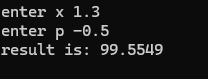 enter x 1.3
enter p -0.5
result is: 99.5549